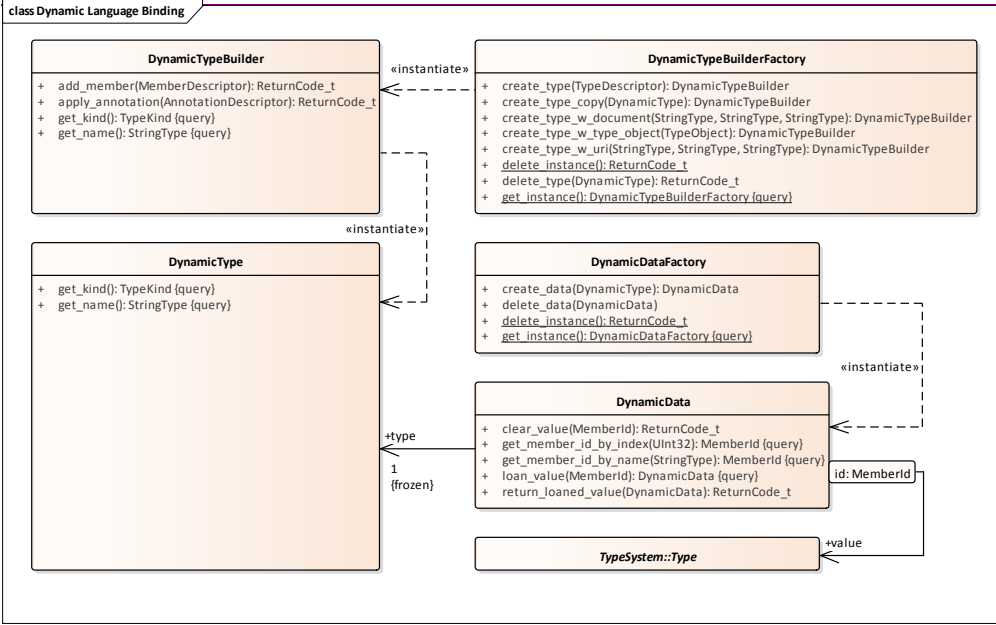 class Dynamic Language Binding
DynamicTypeBuilder
+ add_member(MemberDescriptor): ReturnCode_t
+ apply_annotation(AnnotationDescriptor): ReturnCode_t
+ get_kind(): TypeKind {query}
+ get_name(): StringType {query}
«instantiate»
DynamicTypeBuilderFactory
+ create_type(TypeDescriptor): DynamicTypeBuilder
+ create_type_copy(DynamicType): DynamicTypeBuilder
+ create_type_w_document(StringType, StringType, StringType): DynamicTypeBuilder
+ create_type_w_type_object(TypeObject): DynamicTypeBuilder
+ create_type_w_uri(StringType, StringType, StringType): DynamicTypeBuilder
+ delete_instance(): ReturnCode_t
+ delete_type(DynamicType): ReturnCode_t
+ get_instance(): DynamicTypeBuilderFactory {query}
«instantiate»
DynamicType
+ get_kind(): TypeKind {query}
+ get_name(): StringType {query}
DynamicDataFactory
+ create_data(DynamicType): DynamicData
+ delete_data(DynamicData)
+ delete_instance(): ReturnCode_t
+ get_instance(): DynamicDataFactory {query}
«instantiate»
DynamicData
+ clear_value(MemberId): ReturnCode_t
+ get_member_id_by_index(UInt32): MemberId {query}
+ get_member_id_by_name(StringType): MemberId {query}
+ loan_value(MemberId): DynamicData {query}
+ return_loaned_value(DynamicData): ReturnCode_t
+type
1
{frozen}
id: MemberId
+value
TypeSystem::Type